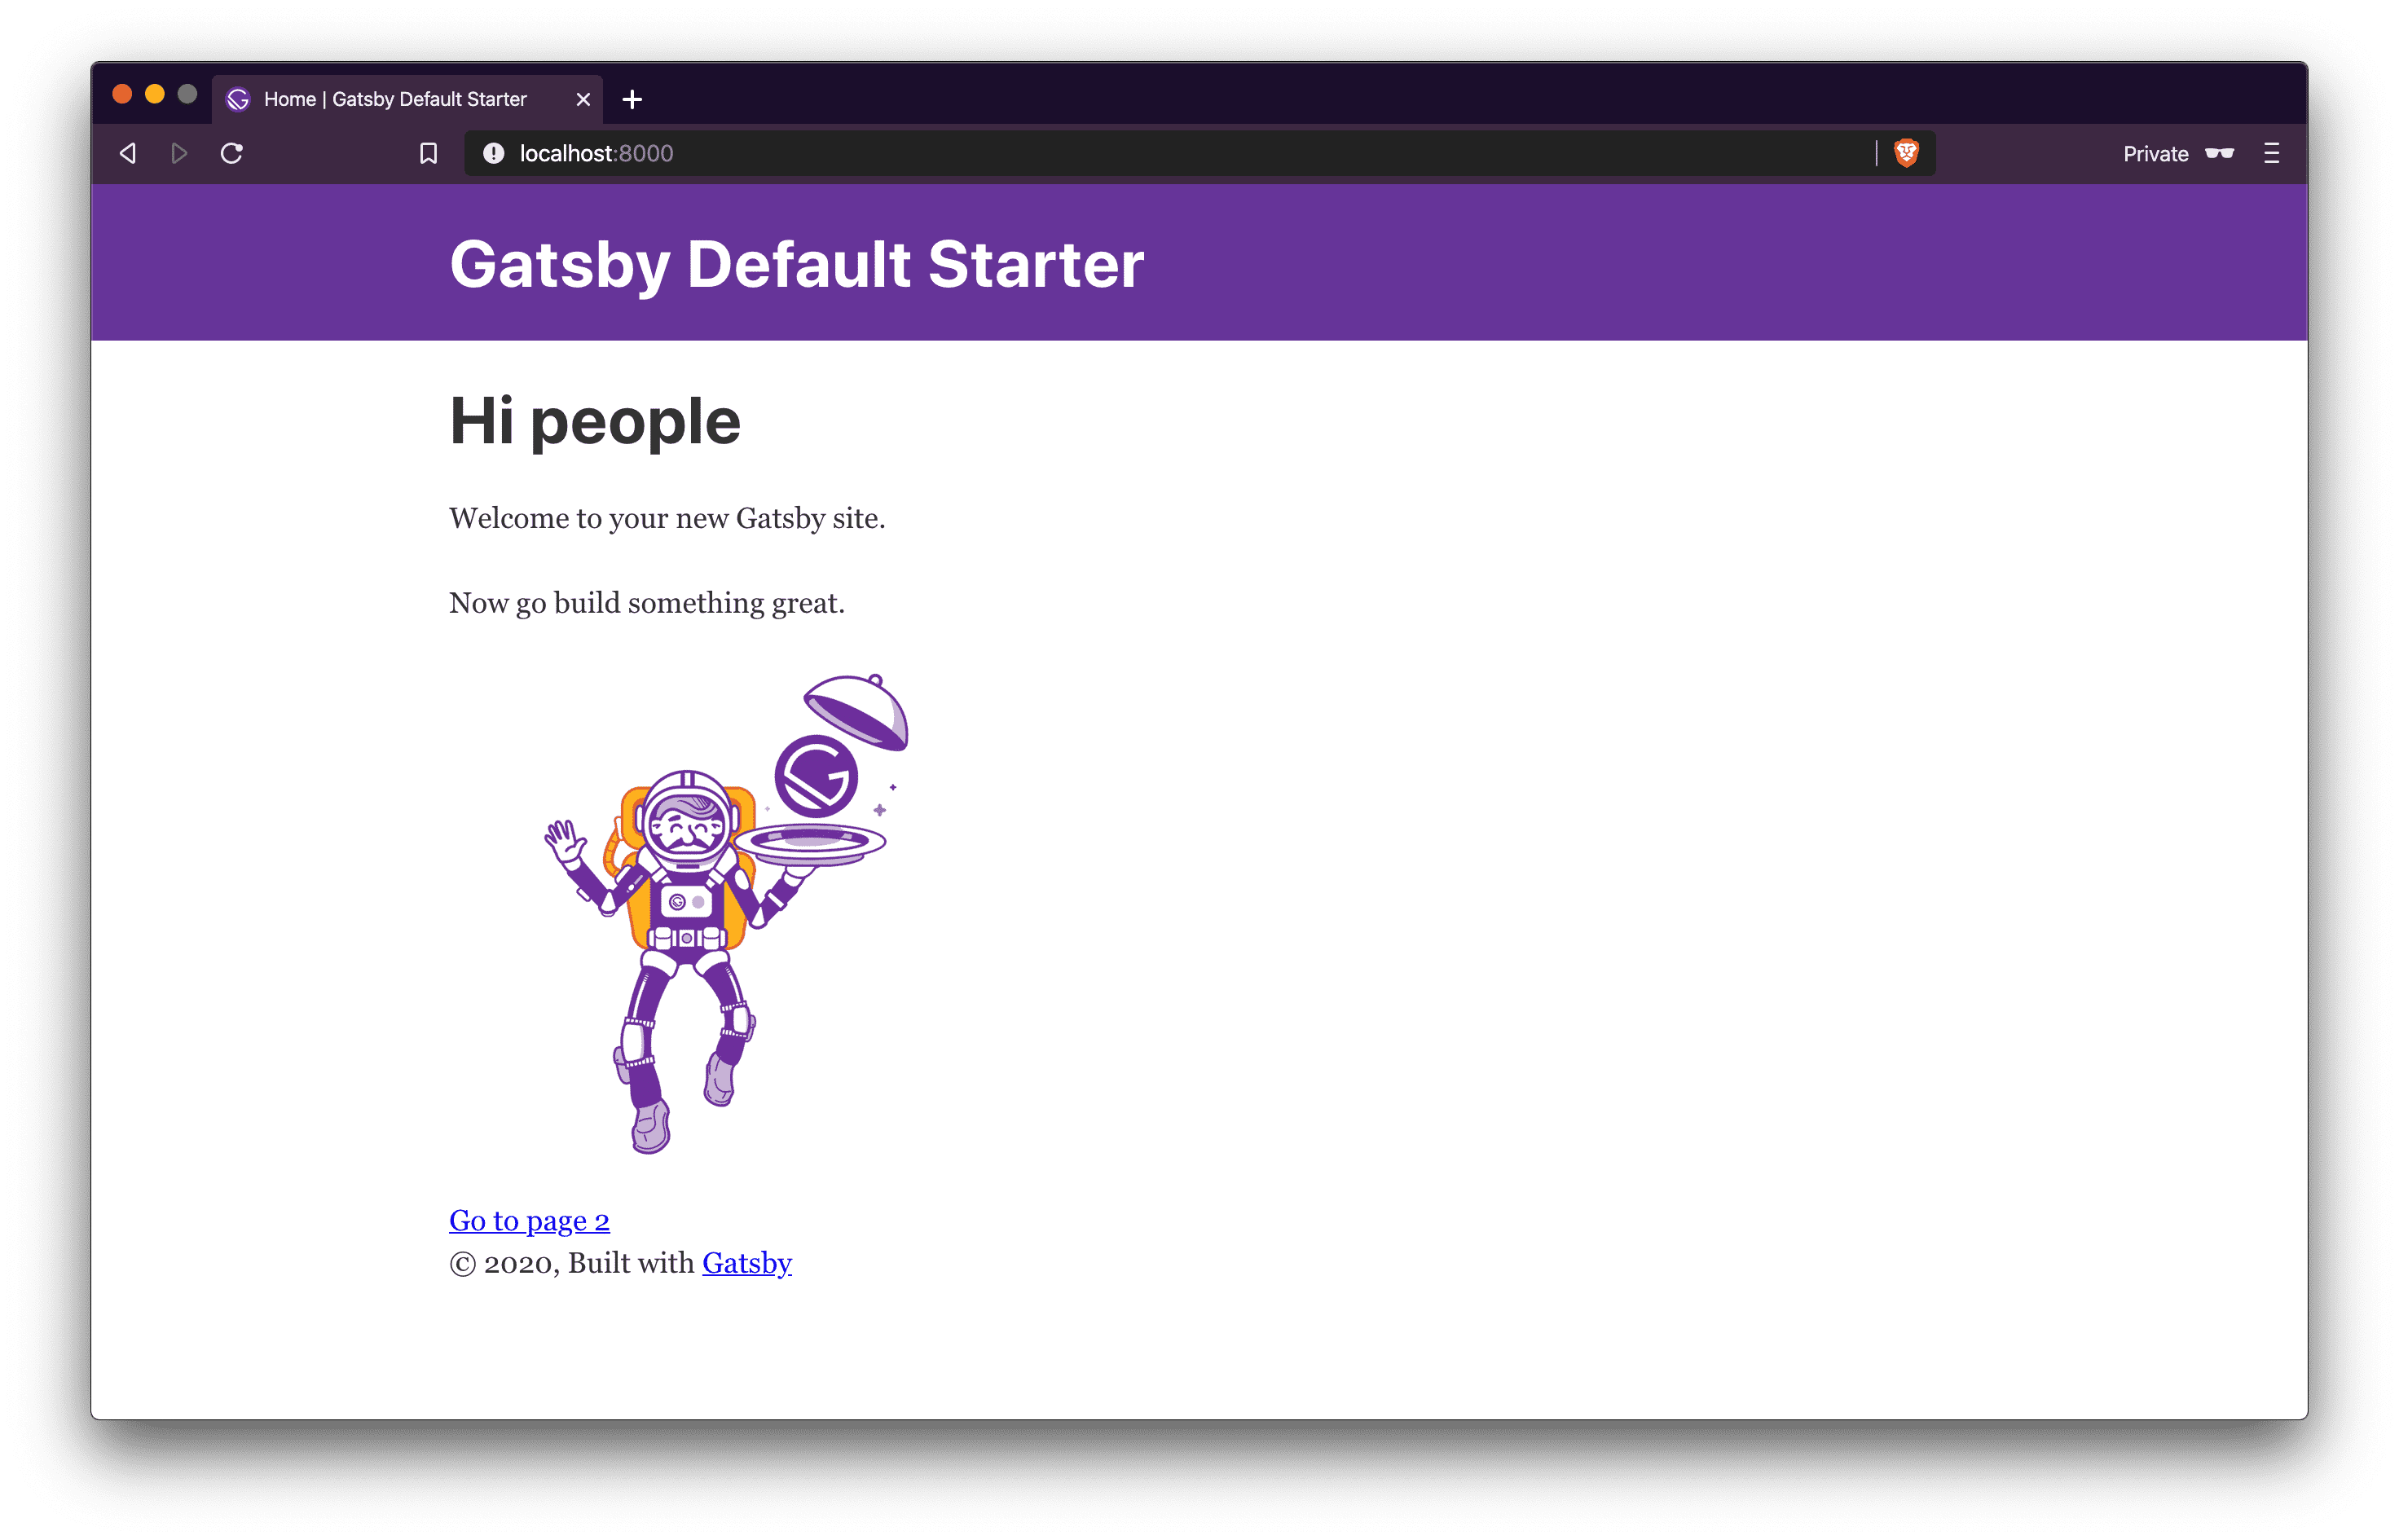 Home | Gatsby Default Starter
localhost:8000
Private
Gatsby Default Starter
Hi people
Welcome to your new Gatsby site.
Now go build something great.
Go to page 2
© 2020, Built with Gatsby